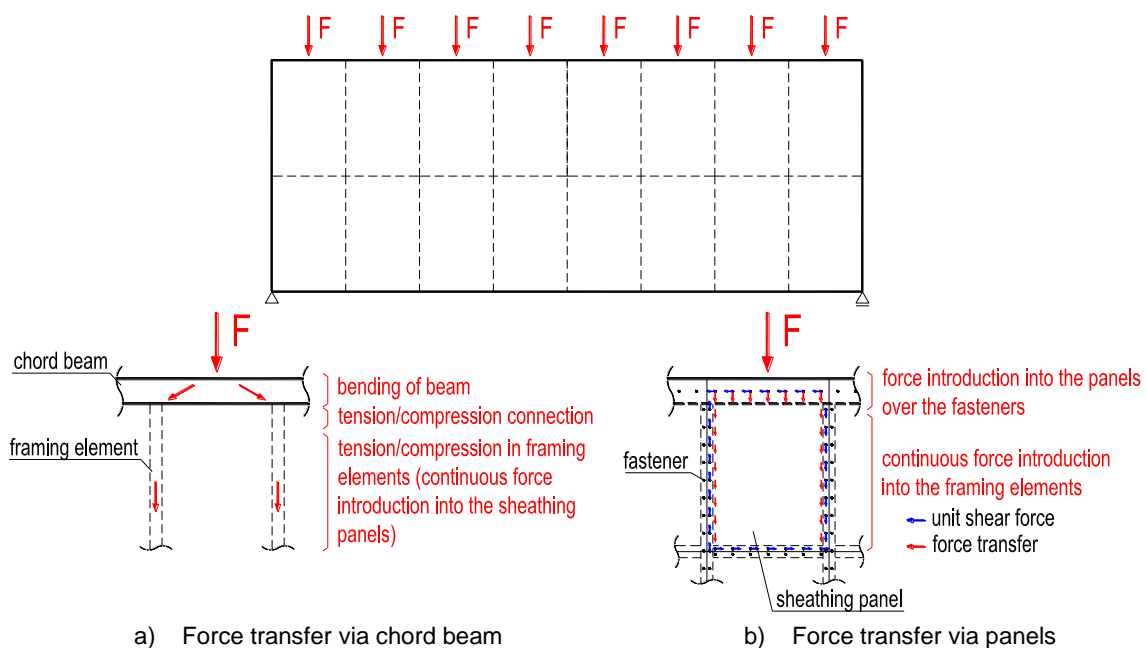 F F F F F F F F
F
chord beam
bending of beam
tension/compression connection
framing element
tension/compression in framing
elements (continuous force
introduction into the sheathing
panels)
a) Force transfer via chord beam
F
force introduction into the panels
over the fasteners
fastener
continuous force introduction
into the framing elements
unit shear force
force transfer
sheathing panel
b) Force transfer via panels